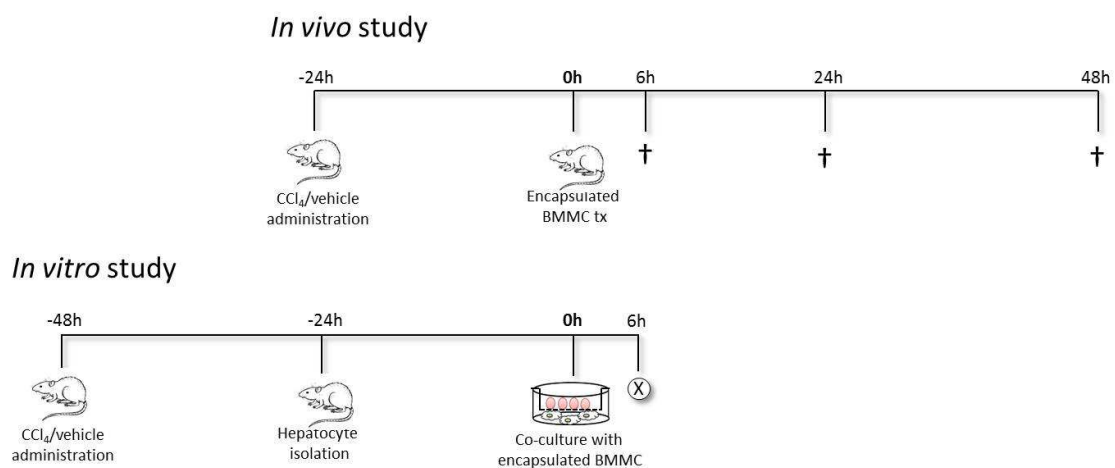 In vivo study
-24h 0h 6h 24h 48h
† † †
CCl₄/vehicle
administration
Encapsulated
BMMC tx
In vitro study
-48h -24h 0h 6h
X
CCl₄/vehicle
administration
Hepatocyte
isolation
Co-culture with
encapsulated BMMC